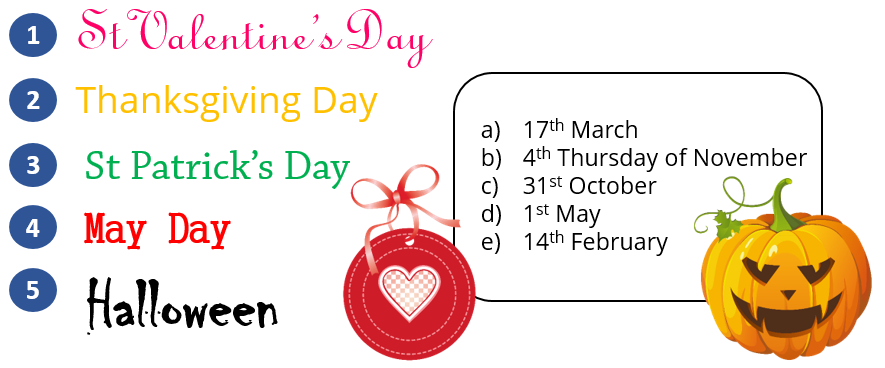 1 St Valentine's Day
2 Thanksgiving Day
3 St Patrick's Day
4 May Day
5 Halloween
a) 17th March
b) 4th Thursday of November
c) 31st October
d) 1st May
e) 14th February